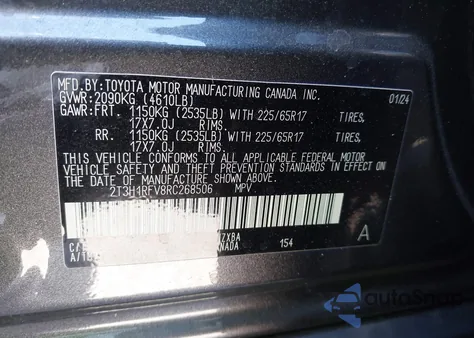 MFD.BY:TOYOTA MOTOR MANUFACTURING CANADA INC.
GVWR:2090KG (4610LB) 01/24
GAWR:FRT. 1150KG (2535LB) WITH 225/65R17 TIRES,
17X7.0J RIMS.
RR. 1150KG (2535LB) WITH 225/65R17 TIRES,
17X7.0J RIMS.
THIS VEHICLE CONFORMS TO ALL APPLICABLE FEDERAL MOTOR
VEHICLE SAFETY AND THEFT PREVENTION STANDARDS IN EFFECT
ON THE DATE OF MANUFACTURE SHOWN ABOVE.
2T3H1RFV8RC268506 MPV
154 A
autoSnap